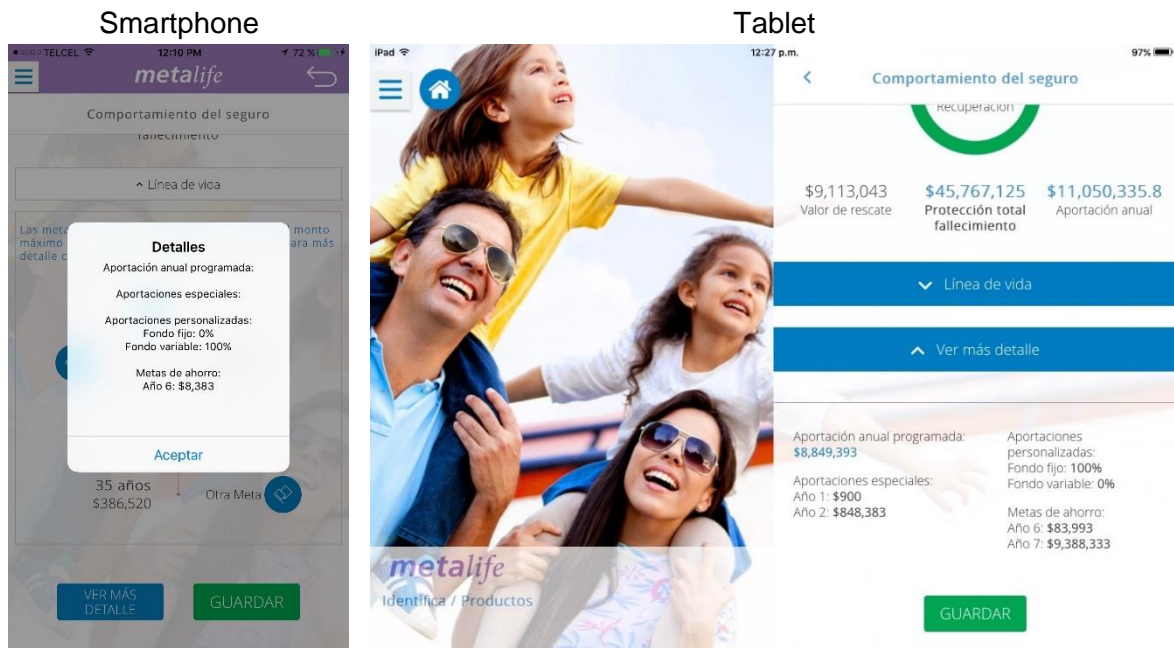 Smartphone
Tablet
TELCEL 12:10 PM 72 %
metalife
Comportamiento del seguro
fallecimiento
Línea de vida
Las meta monto
máximo ara más
detalle c
Detalles
Aportación anual programada:
Aportaciones especiales:
Aportaciones personalizadas:
Fondo fijo: 0%
Fondo variable: 100%
Metas de ahorro:
Año 6: $8,383
Aceptar
35 años
$386,520
Otra Meta
VER MÁS
DETALLE
GUARDAR
iPad 12:27 p.m. 97%
Comportamiento del seguro
Recuperación
$9,113,043
Valor de rescate
$45,767,125
Protección total
fallecimiento
$11,050,335.8
Aportación anual
Línea de vida
Ver más detalle
Aportación anual programada:
$8,849,393
Aportaciones especiales:
Año 1: $900
Año 2: $848,383
Aportaciones
personalizadas:
Fondo fijo: 100%
Fondo variable: 0%
Metas de ahorro:
Año 6: $83,993
Año 7: $9,388,333
GUARDAR
metalife
Identifica / Productos